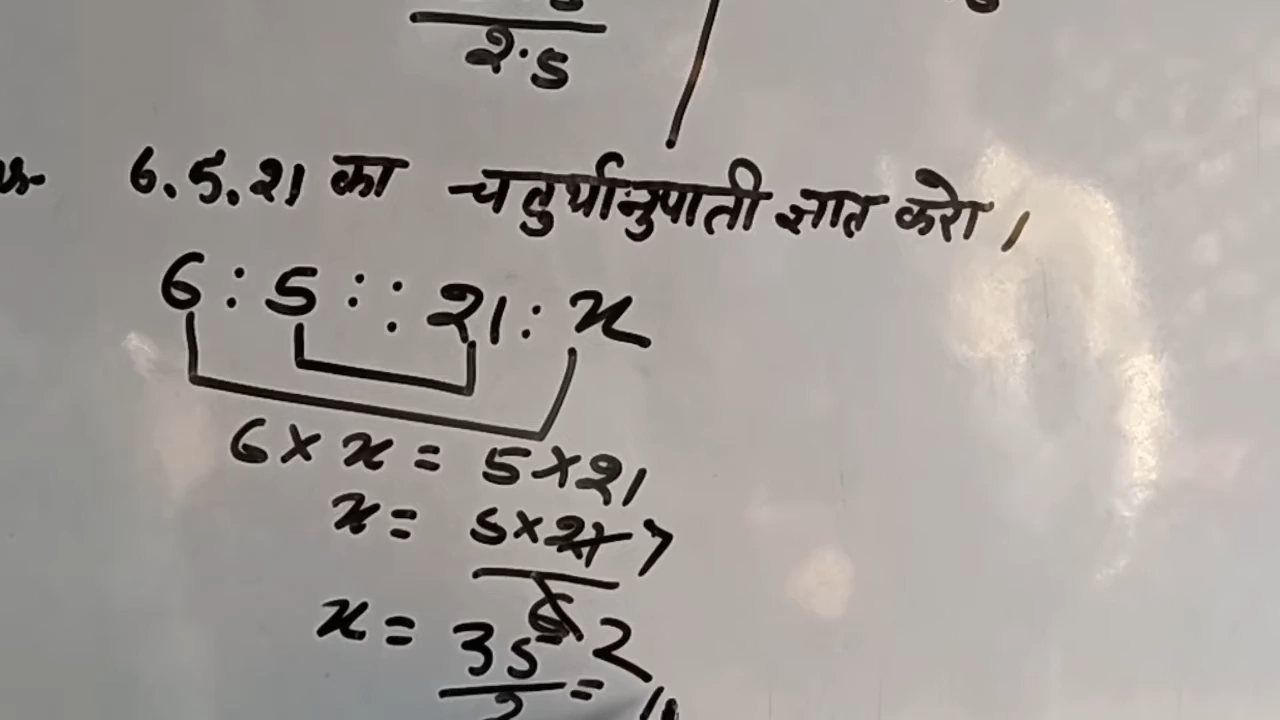 2.5
6.5.21 का चतुर्थानुपाती ज्ञात करो।
6 : 5 :: 21 : x
6 × x = 5 × 21
x = 5 × 21 7
6 2
x = 35
2 =